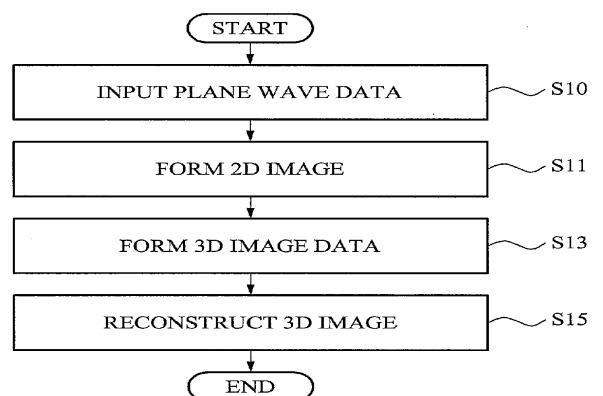 START
INPUT PLANE WAVE DATA
S10
FORM 2D IMAGE
S11
FORM 3D IMAGE DATA
S13
RECONSTRUCT 3D IMAGE
S15
END